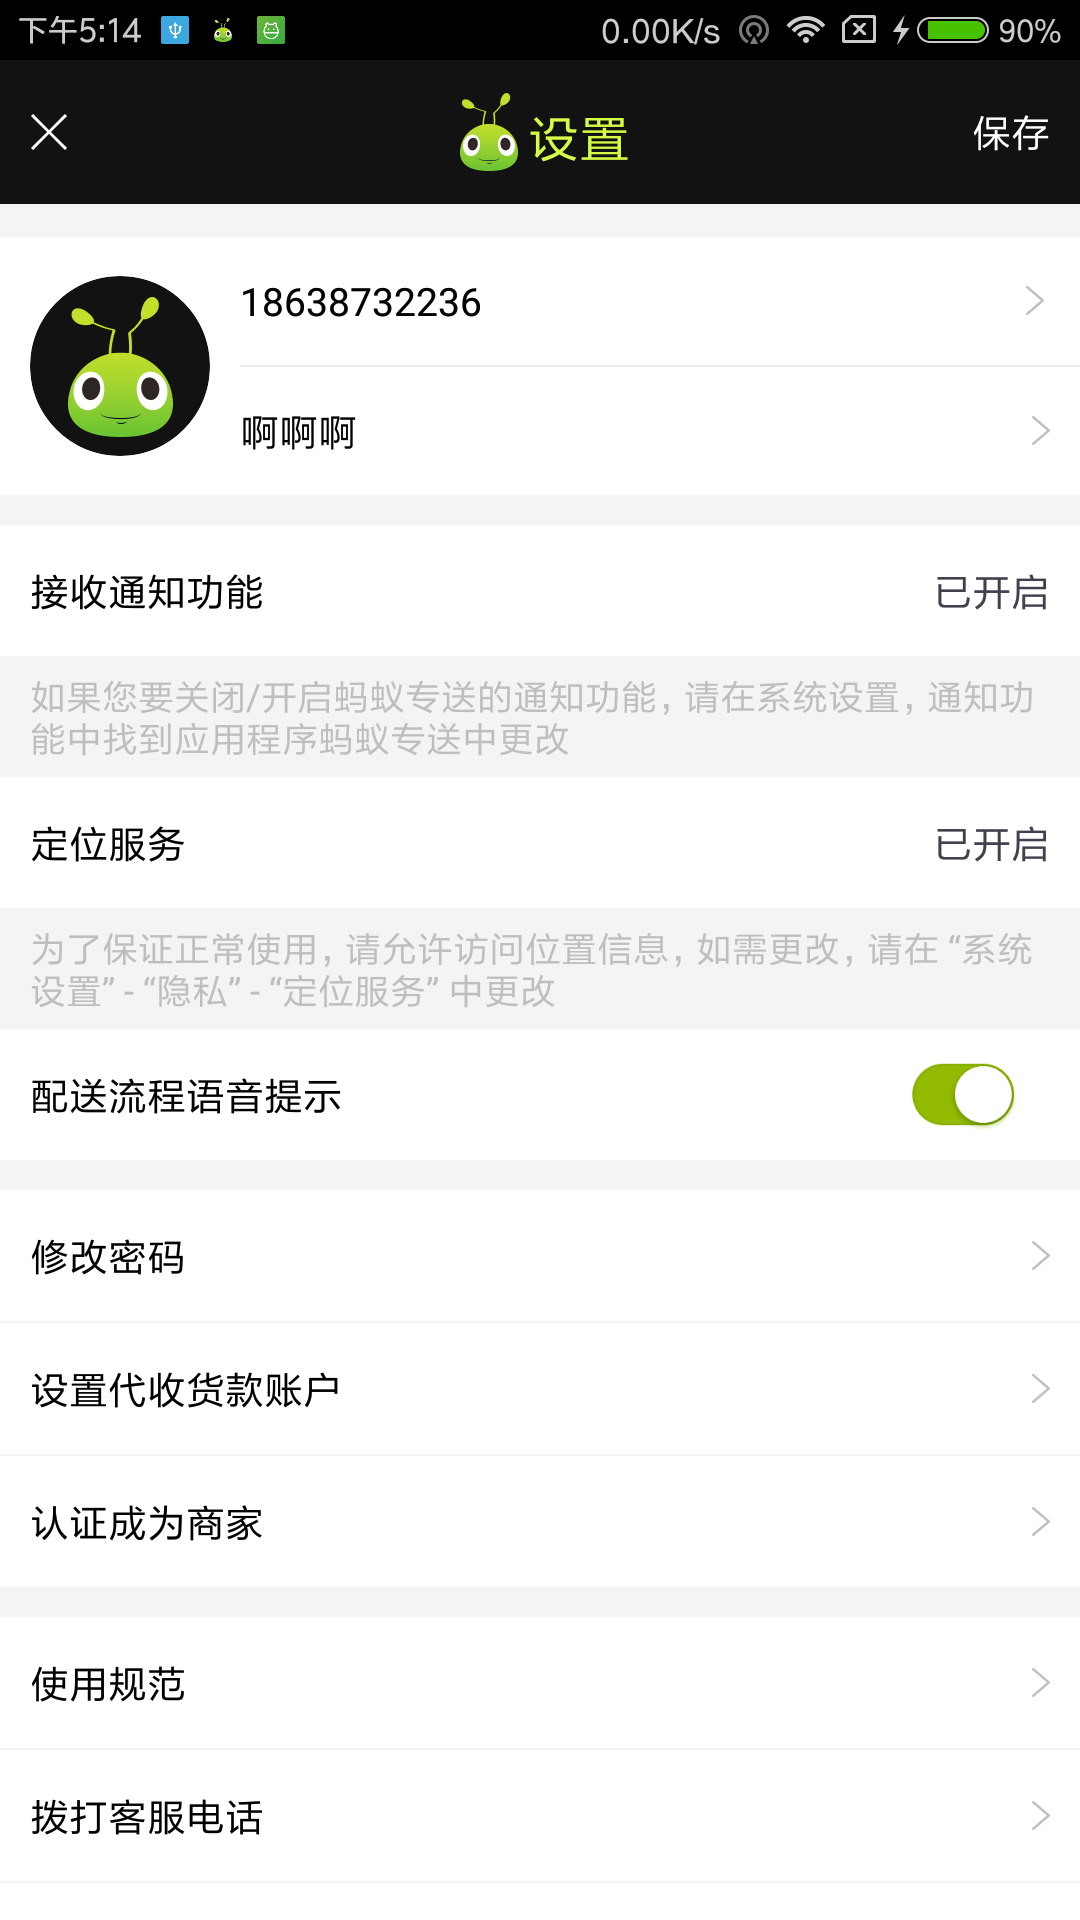 下午5:14 0.00K/s 90%
设置 保存
18638732236
啊啊啊
接收通知功能 已开启
如果您要关闭/开启蚂蚁专送的通知功能，请在系统设置，通知功
能中找到应用程序蚂蚁专送中更改
定位服务 已开启
为了保证正常使用，请允许访问位置信息，如需更改，请在 “系统
设置” - “隐私” - “定位服务” 中更改
配送流程语音提示
修改密码
设置代收货款账户
认证成为商家
使用规范
拨打客服电话